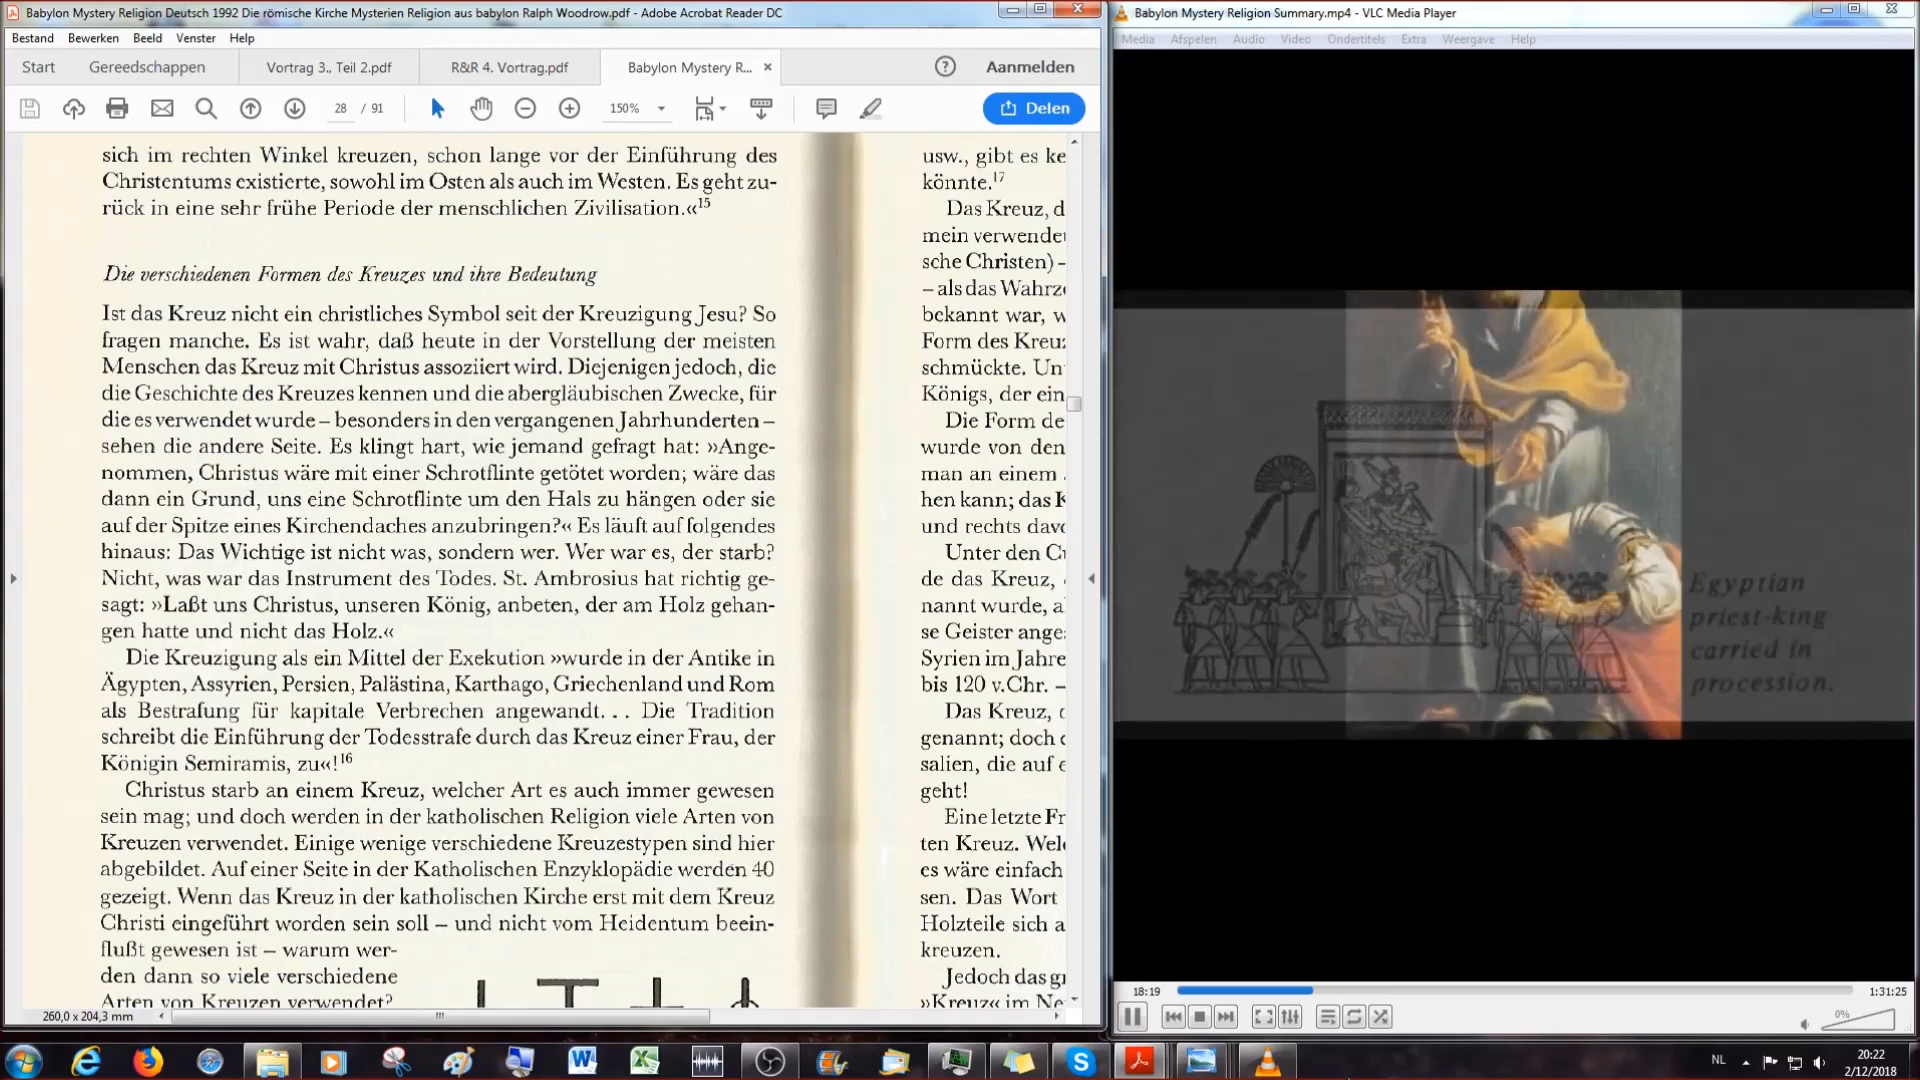 Babylon Mystery Religion Deutsch 1992 Die römische Kirche Mysterien Religion aus babylon Ralph Woodrow.pdf - Adobe Acrobat Reader DC
Bestand Bewerken Beeld Venster Help
Start Gereedschappen Vortrag 3., Teil 2.pdf R&R 4. Vortrag.pdf Babylon Mystery R...
Aanmelden
28 / 91
150%
Delen
sich im rechten Winkel kreuzen, schon lange vor der Einführung des
Christentums existierte, sowohl im Osten als auch im Westen. Es geht zu-
rück in eine sehr frühe Periode der menschlichen Zivilisation.«15
Die verschiedenen Formen des Kreuzes und ihre Bedeutung
Ist das Kreuz nicht ein christliches Symbol seit der Kreuzigung Jesu? So
fragen manche. Es ist wahr, daß heute in der Vorstellung der meisten
Menschen das Kreuz mit Christus assoziiert wird. Diejenigen jedoch, die
die Geschichte des Kreuzes kennen und die abergläubischen Zwecke, für
die es verwendet wurde – besonders in den vergangenen Jahrhunderten –
sehen die andere Seite. Es klingt hart, wie jemand gefragt hat: »Ange-
nommen, Christus wäre mit einer Schrotflinte getötet worden; wäre das
dann ein Grund, uns eine Schrotflinte um den Hals zu hängen oder sie
auf der Spitze eines Kirchendaches anzubringen?« Es läuft auf folgendes
hinaus: Das Wichtige ist nicht was, sondern wer. Wer war es, der starb?
Nicht, was war das Instrument des Todes. St. Ambrosius hat richtig ge-
sagt: »Laßt uns Christus, unseren König, anbeten, der am Holz gehan-
gen hatte und nicht das Holz.«
Die Kreuzigung als ein Mittel der Exekution »wurde in der Antike in
Ägypten, Assyrien, Persien, Palästina, Karthago, Griechenland und Rom
als Bestrafung für kapitale Verbrechen angewandt. . . Die Tradition
schreibt die Einführung der Todesstrafe durch das Kreuz einer Frau, der
Königin Semiramis, zu«!16
Christus starb an einem Kreuz, welcher Art es auch immer gewesen
sein mag; und doch werden in der katholischen Religion viele Arten von
Kreuzen verwendet. Einige wenige verschiedene Kreuzestypen sind hier
abgebildet. Auf einer Seite in der Katholischen Enzyklopädie werden 40
gezeigt. Wenn das Kreuz in der katholischen Kirche erst mit dem Kreuz
Christi eingeführt worden sein soll – und nicht vom Heidentum beein-
flußt gewesen ist – warum wer-
den dann so viele verschiedene
Arten von Kreuzen verwendet?
usw., gibt es ke
könnte.17
Das Kreuz, d
mein verwendet
sche Christen) –
– als das Wahrze
bekannt war, w
Form des Kreuz
schmückte. Un
Königs, der ein
Die Form de
wurde von den
man an einem
hen kann; das K
und rechts davo
Unter den Cr
de das Kreuz,
nannt wurde, a
se Geister ange
Syrien im Jahre
bis 120 v.Chr. –
Das Kreuz, d
genannt; doch d
salien, die auf e
geht!
Eine letzte Fr
ten Kreuz. Wel
es wäre einfach
sen. Das Wort
Holzteile sich a
kreuzen.
Jedoch das gr
»Kreuz« im Ne
260,0 x 204,3 mm
Babylon Mystery Religion Summary.mp4 - VLC Media Player
Media Afspelen Audio Video Ondertitels Extra Weergave Help
Egyptian
priest-king
carried in
procession.
18:19
1:31:25
0%
NL
20:22
2/12/2018